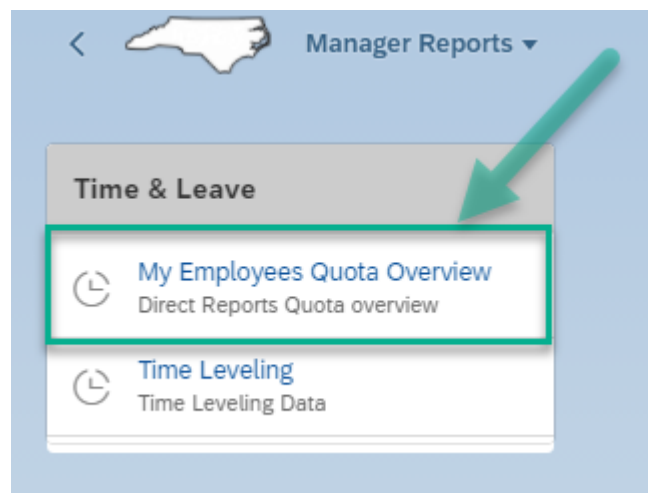 Manager Reports
Time & Leave
My Employees Quota Overview
Direct Reports Quota overview
Time Leveling
Time Leveling Data